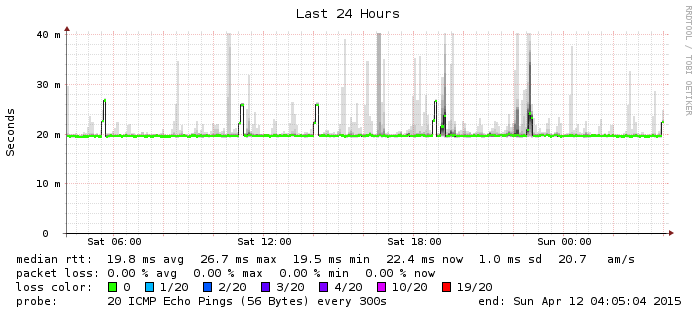 Last 24 Hours
RRDTOOL / TOBI OETIKER
Seconds
40 m
30 m
20 m
10 m
0
Sat 06:00 Sat 12:00 Sat 18:00 Sun 00:00
median rtt: 19.8 ms avg 26.7 ms max 19.5 ms min 22.4 ms now 1.0 ms sd 20.7 am/s
packet loss: 0.00 % avg 0.00 % max 0.00 % min 0.00 % now
loss color: 0 1/20 2/20 3/20 4/20 10/20 19/20
probe: 20 ICMP Echo Pings (56 Bytes) every 300s end: Sun Apr 12 04:05:04 2015